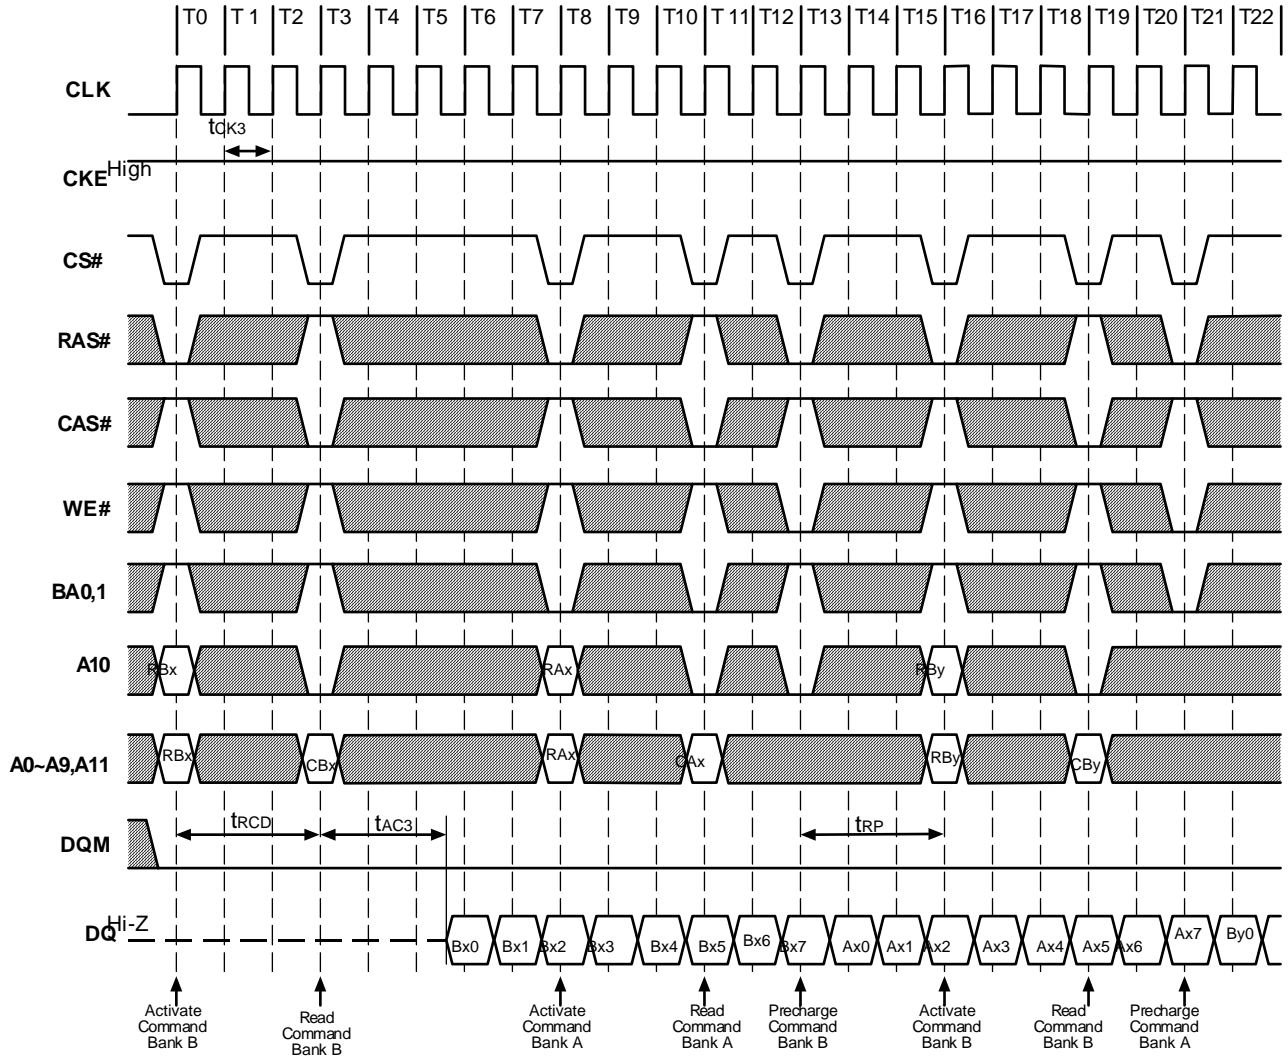 T0 T 1 T2 T3 T4 T5 T6 T7 T8 T9 T10 T 11 T12 T13 T14 T15 T16 T17 T18 T19 T20 T21 T22
CLK
tCK3
High
CKE
CS#
RAS#
CAS#
WE#
BA0,1
A10
RBx RAx RBy
A0~A9,A11
RBx CBx RAx CAx RBy CBy
tRCD tAC3 tRP
DQM
Hi-Z
DQ
Bx0 Bx1 Bx2 Bx3 Bx4 Bx5 Bx6 Bx7 Ax0 Ax1 Ax2 Ax3 Ax4 Ax5 Ax6 Ax7 By0
Activate
Command
Bank B
Read
Command
Bank B
Activate
Command
Bank A
Read
Command
Bank A
Precharge
Command
Bank B
Activate
Command
Bank B
Read
Command
Bank B
Precharge
Command
Bank A